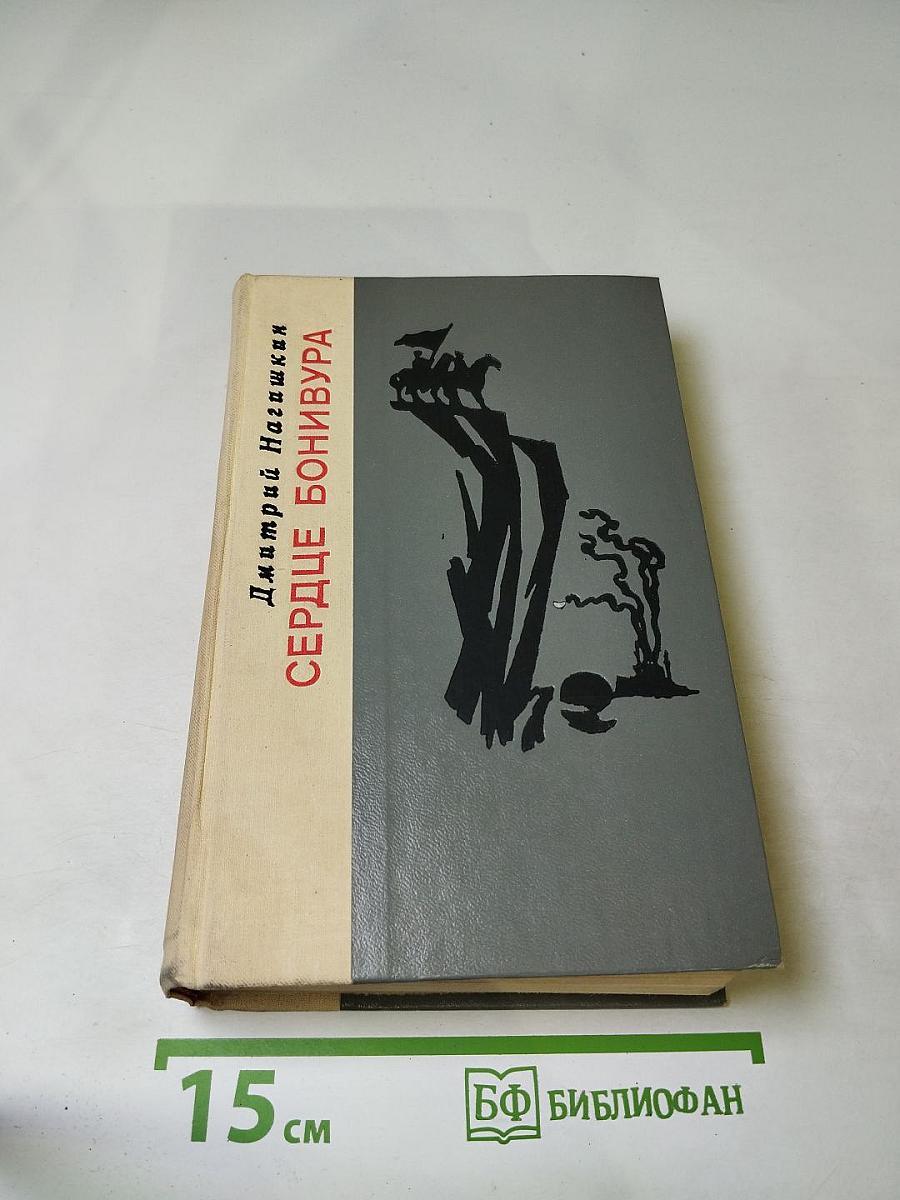 Дмитрий Нагишкин
СЕРДЦЕ БОНИВУРА
15 см
БФ БИБЛИОФАН